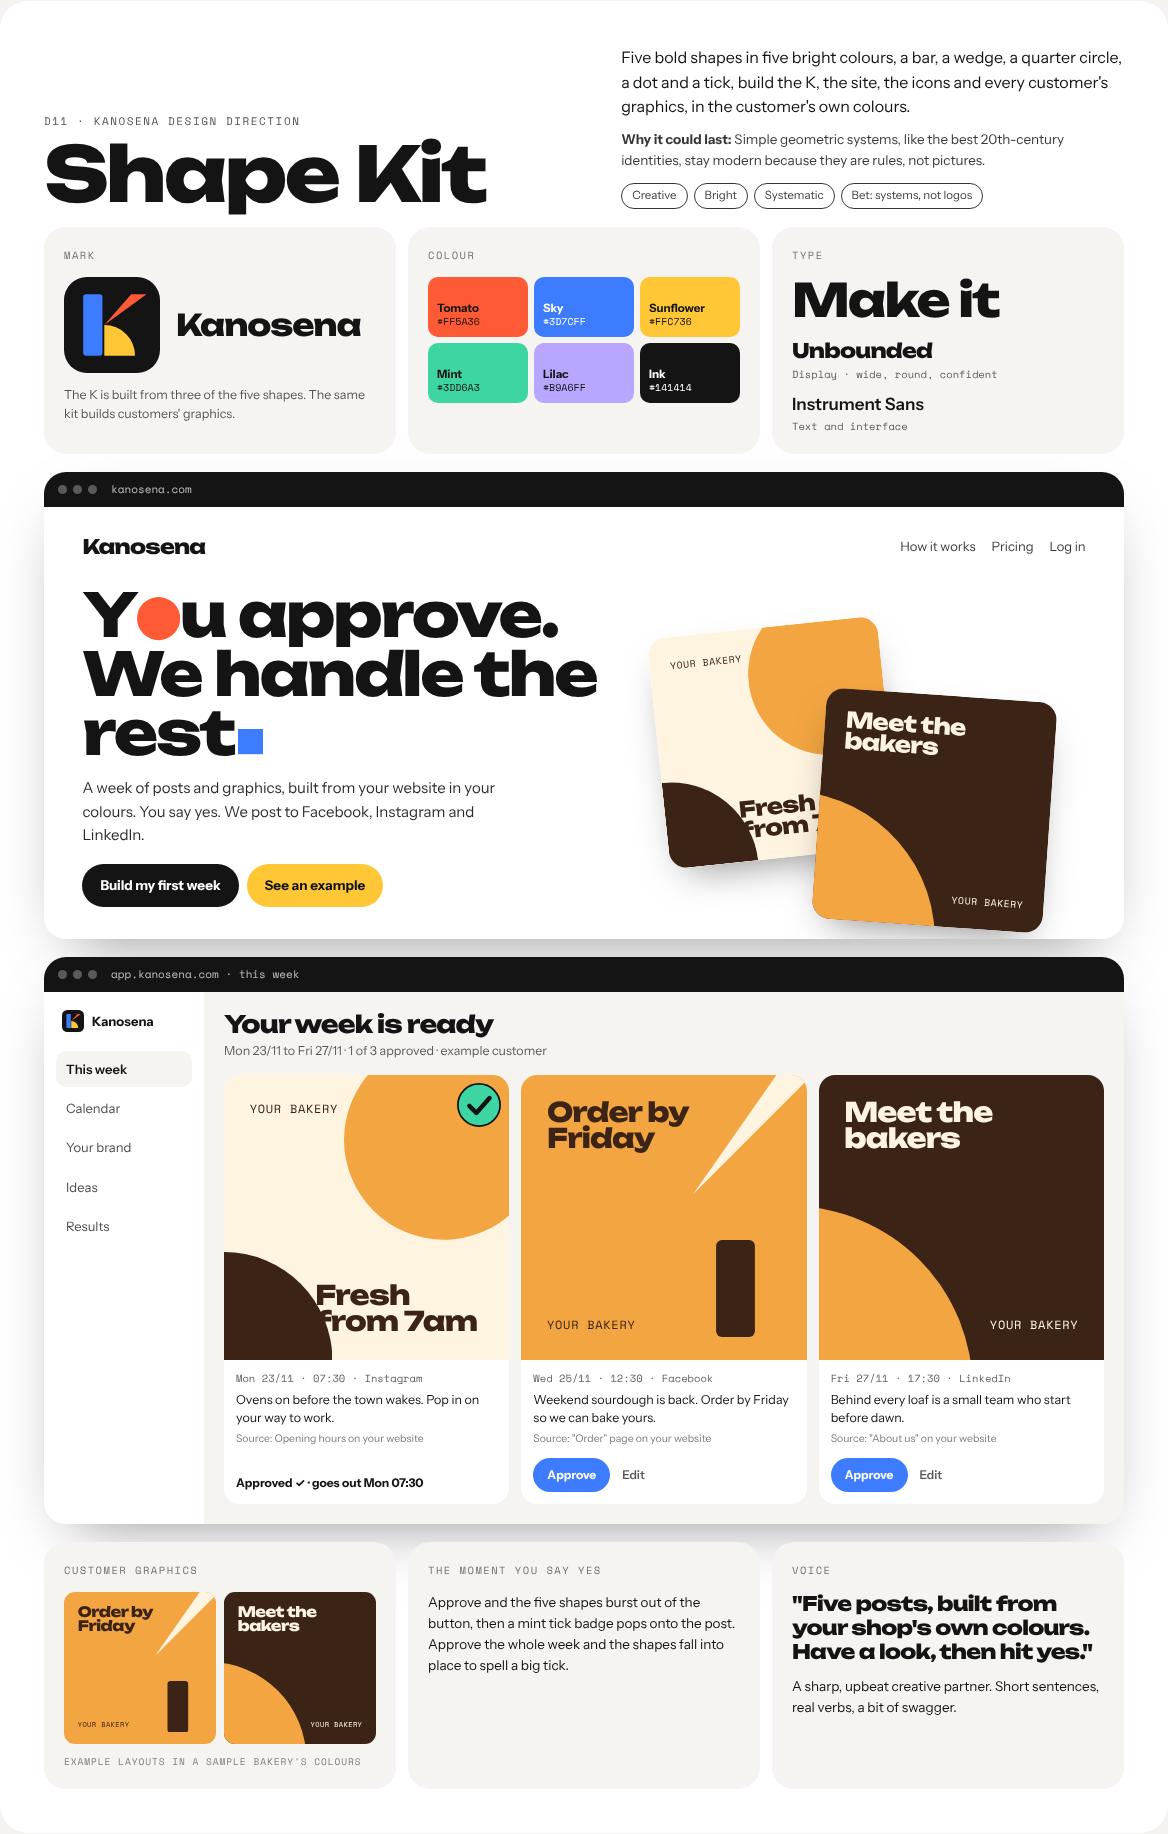 Five bold shapes in five bright colours, a bar, a wedge, a quarter circle,
a dot and a tick, build the K, the site, the icons and every customer's
graphics, in the customer's own colours.
D11 · KANOSENA DESIGN DIRECTION
Shape Kit
Why it could last: Simple geometric systems, like the best 20th-century
identities, stay modern because they are rules, not pictures.
Creative
Bright
Systematic
Bet: systems, not logos
MARK
Kanosena
The K is built from three of the five shapes. The same
kit builds customers' graphics.
COLOUR
Tomato
#FF5A36
Sky
#3D7CFF
Sunflower
#FFC736
Mint
#3DD6A3
Lilac
#B9A6FF
Ink
#141414
TYPE
Make it
Unbounded
Display · wide, round, confident
Instrument Sans
Text and interface
kanosena.com
Kanosena
How it works
Pricing
Log in
You approve.
We handle the
rest
A week of posts and graphics, built from your website in your
colours. You say yes. We post to Facebook, Instagram and
LinkedIn.
Build my first week
See an example
YOUR BAKERY
Fresh
from
Meet the
bakers
YOUR BAKERY
app.kanosena.com · this week
Kanosena
This week
Calendar
Your brand
Ideas
Results
Your week is ready
Mon 23/11 to Fri 27/11 · 1 of 3 approved · example customer
YOUR BAKERY
Fresh
from 7am
Mon 23/11 · 07:30 · Instagram
Ovens on before the town wakes. Pop in on
your way to work.
Source: Opening hours on your website
Approved ✓ · goes out Mon 07:30
Order by
Friday
YOUR BAKERY
Wed 25/11 · 12:30 · Facebook
Weekend sourdough is back. Order by Friday
so we can bake yours.
Source: "Order" page on your website
Approve
Edit
Meet the
bakers
YOUR BAKERY
Fri 27/11 · 17:30 · LinkedIn
Behind every loaf is a small team who start
before dawn.
Source: "About us" on your website
Approve
Edit
CUSTOMER GRAPHICS
Order by
Friday
YOUR BAKERY
Meet the
bakers
YOUR BAKERY
EXAMPLE LAYOUTS IN A SAMPLE BAKERY'S COLOURS
THE MOMENT YOU SAY YES
Approve and the five shapes burst out of the
button, then a mint tick badge pops onto the post.
Approve the whole week and the shapes fall into
place to spell a big tick.
VOICE
"Five posts, built from
your shop's own colours.
Have a look, then hit yes."
A sharp, upbeat creative partner. Short sentences,
real verbs, a bit of swagger.